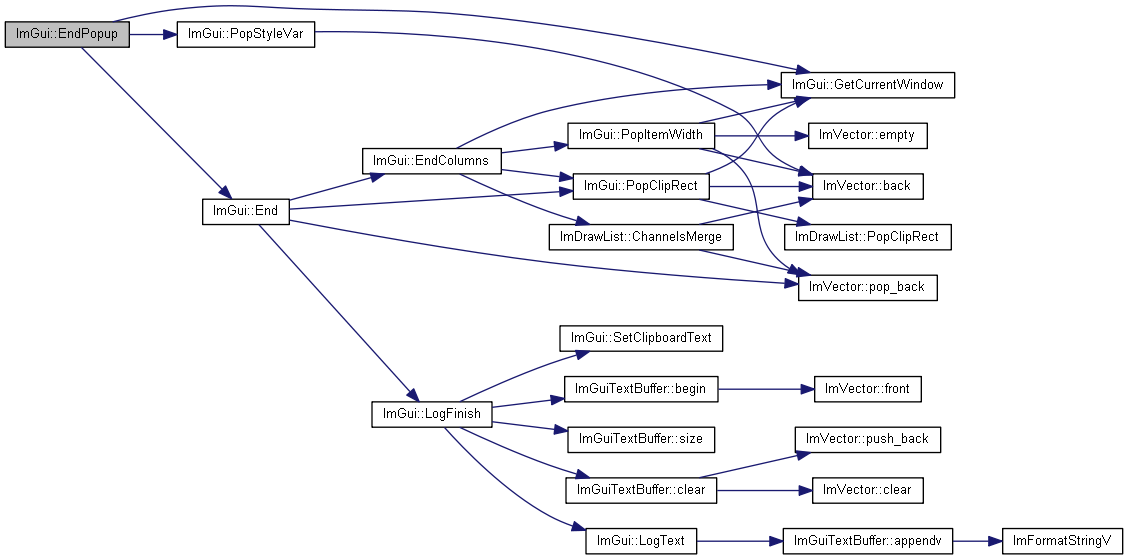 ImGui::EndPopup
ImGui::PopStyleVar
ImGui::GetCurrentWindow
ImGui::PopItemWidth
ImVector::empty
ImGui::EndColumns
ImGui::PopClipRect
ImVector::back
ImGui::End
ImDrawList::ChannelsMerge
ImDrawList::PopClipRect
ImVector::pop_back
ImGui::SetClipboardText
ImGuiTextBuffer::begin
ImVector::front
ImGui::LogFinish
ImGuiTextBuffer::size
ImVector::push_back
ImGuiTextBuffer::clear
ImVector::clear
ImGui::LogText
ImGuiTextBuffer::appendv
ImFormatStringV